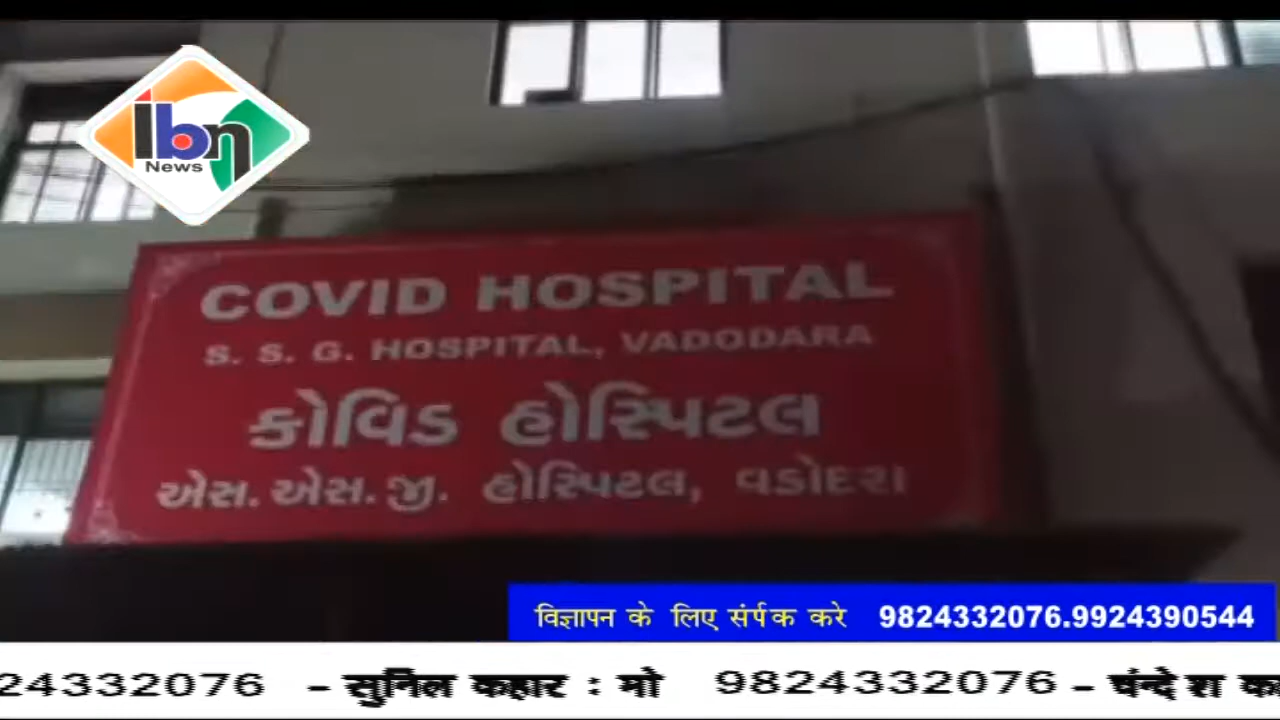 Ibn
News
COVID HOSPITAL
S. S. G. HOSPITAL, VADODARA
કોવિડ હોસ્પિટલ
એસ. એસ. જી. હોસ્પિટલ, વડોદરા
विज्ञापन के लिए संर्पक करे 9824332076.9924390544
24332076 - सुनिल कहार : मो 9824332076 - चंन्देश